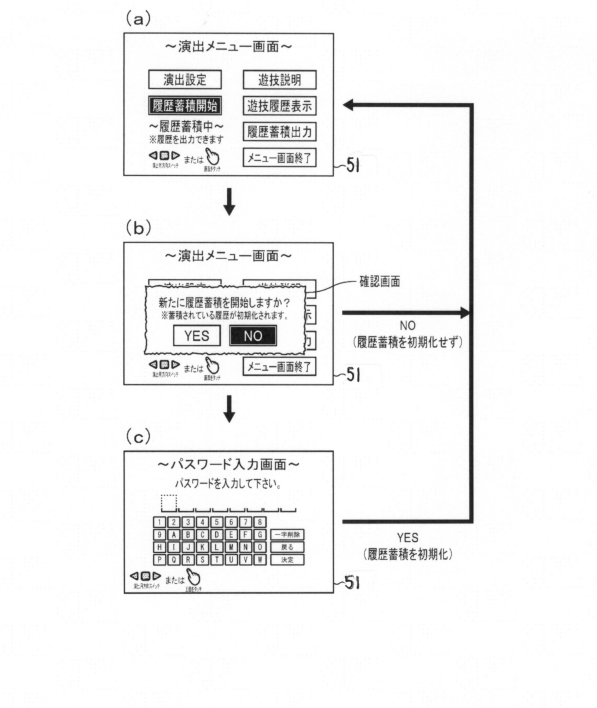 (a)
～演出メニュー画面～
演出設定
遊技説明
履歴蓄積開始
遊技履歴表示
～履歴蓄積中～
※履歴を出力できます
履歴蓄積出力
または
メニュー画面終了
51
(b)
～演出メニュー画面～
確認画面
新たに履歴蓄積を開始しますか？
※蓄積されている履歴が初期化されます。
示
YES
NO
力
NO
(履歴蓄積を初期化せず)
または
メニュー画面終了
51
(c)
～パスワード入力画面～
パスワードを入力して下さい。
1 2 3 4 5 6 7 8
9 A B C D E F G 一字削除
H I J K L M N O 戻る
P Q R S T U V W 決定
YES
(履歴蓄積を初期化)
または
51